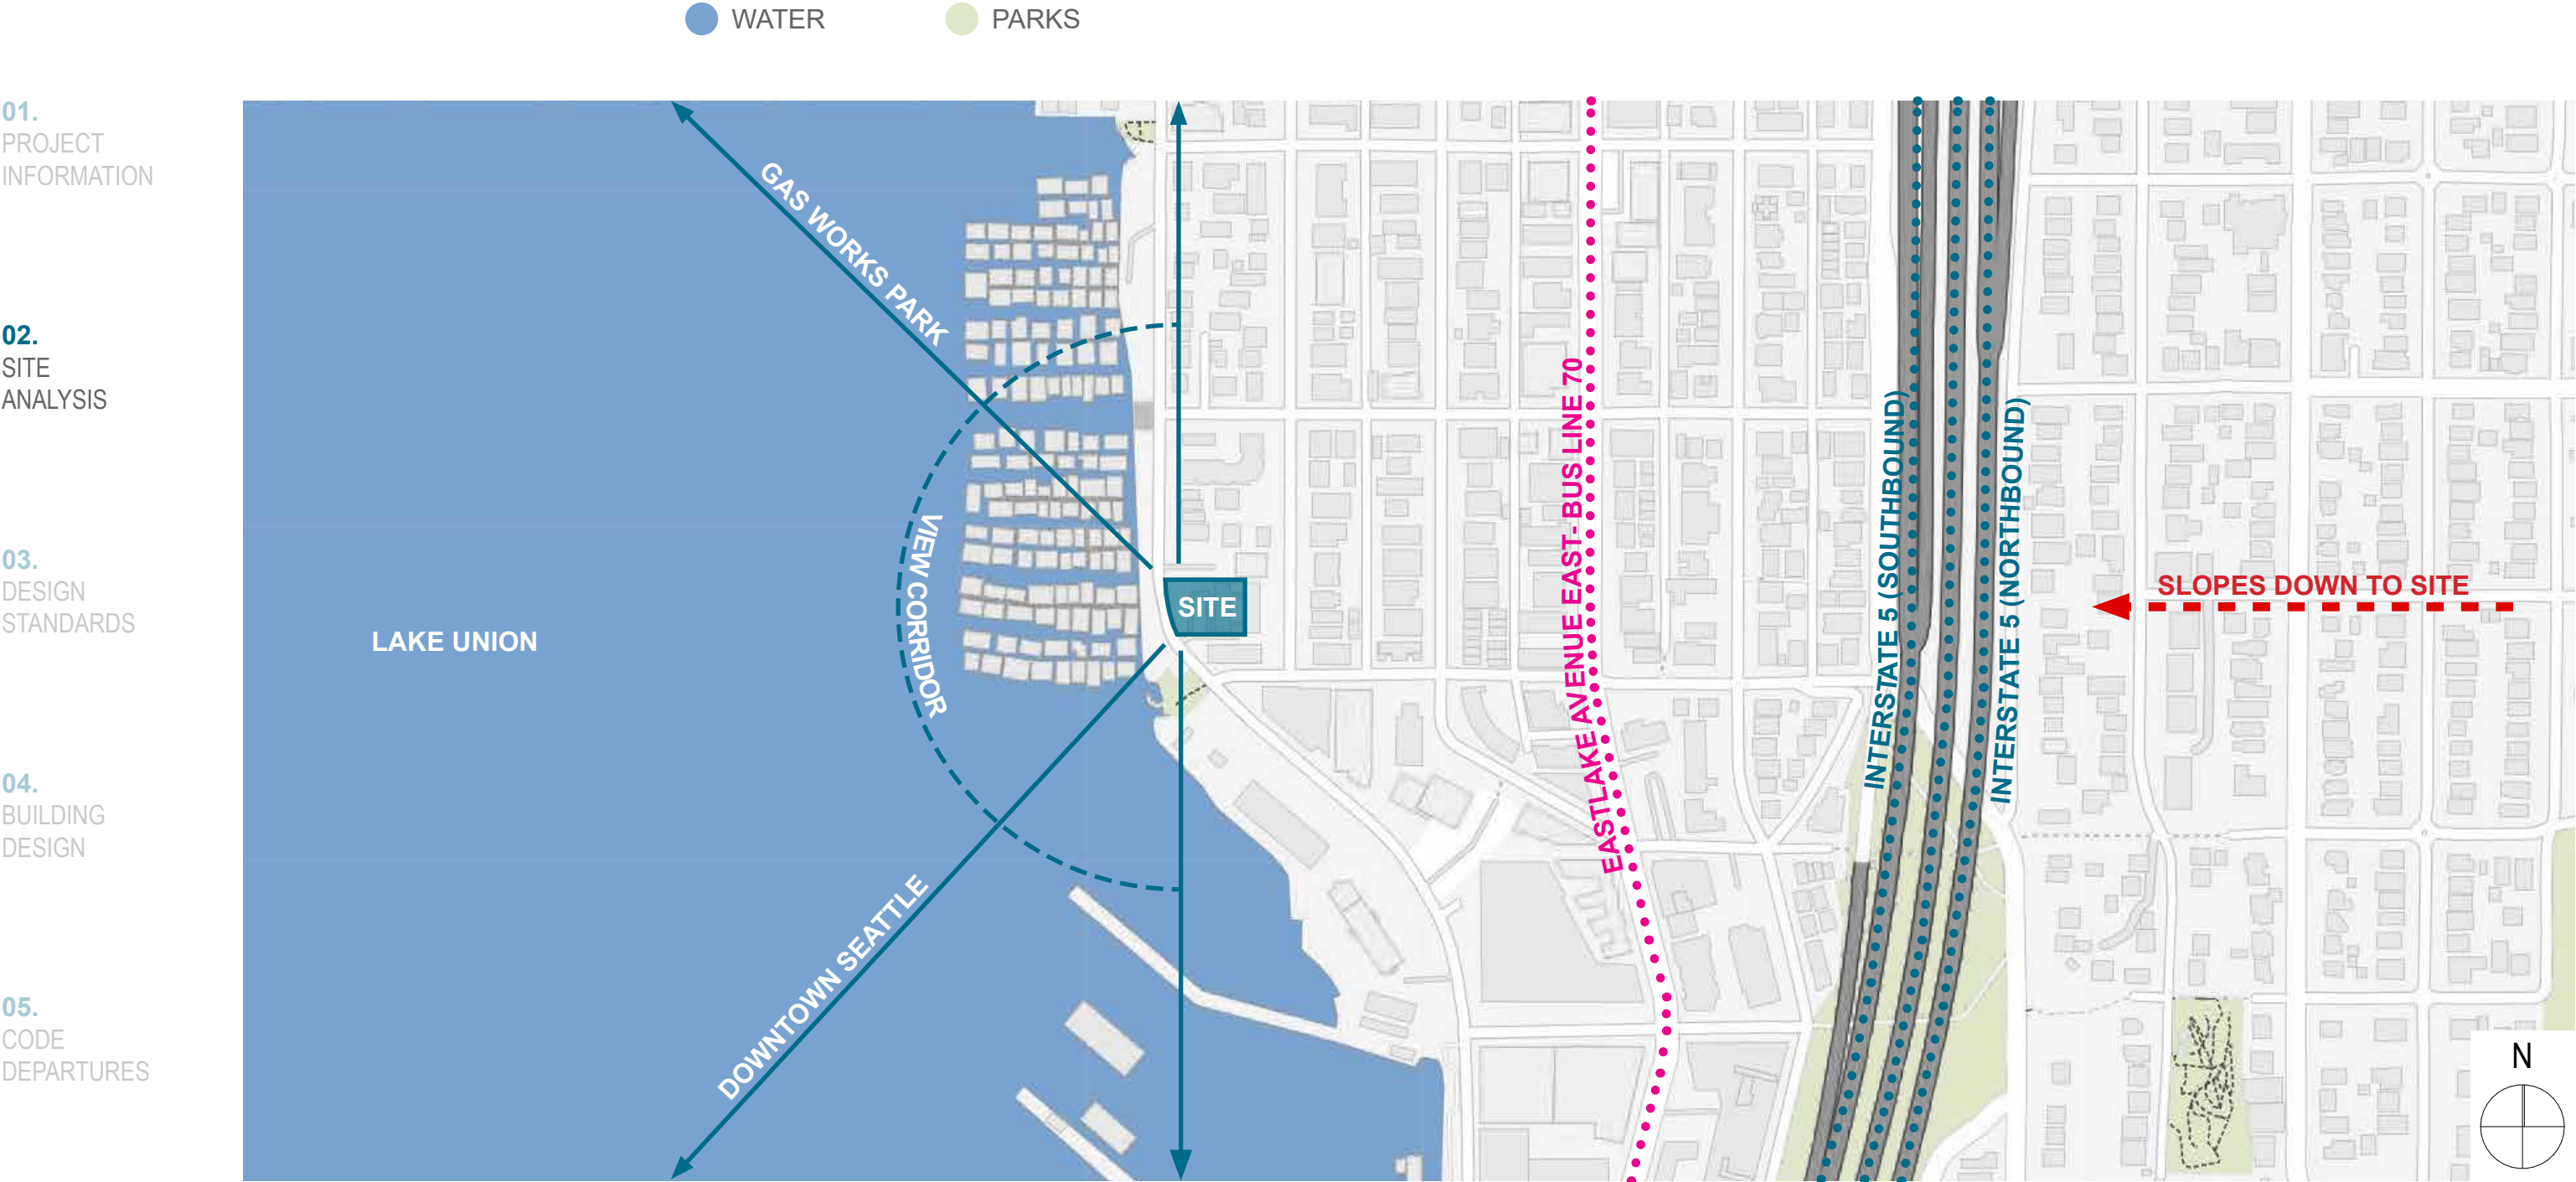 WATER
PARKS
01.
PROJECT
INFORMATION
02.
SITE
ANALYSIS
03.
DESIGN
STANDARDS
04.
BUILDING
DESIGN
05.
CODE
DEPARTURES
GAS WORKS PARK
VIEW CORRIDOR
LAKE UNION
SITE
DOWNTOWN SEATTLE
EASTLAKE AVENUE EAST- BUS LINE 70
INTERSTATE 5 (SOUTHBOUND)
INTERSTATE 5 (NORTHBOUND)
SLOPES DOWN TO SITE
N